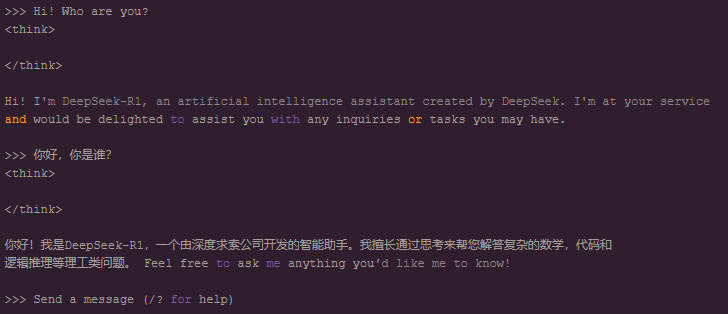 >>> Hi! Who are you?
<think>
</think>
Hi! I'm DeepSeek-R1, an artificial intelligence assistant created by DeepSeek. I'm at your service
and would be delighted to assist you with any inquiries or tasks you may have.
>>> 你好，你是谁？
<think>
</think>
你好！我是DeepSeek-R1，一个由深度求索公司开发的智能助手。我擅长通过思考来帮您解答复杂的数学，代码和
逻辑推理等理工类问题。 Feel free to ask me anything you'd like me to know!
>>> Send a message (/? for help)